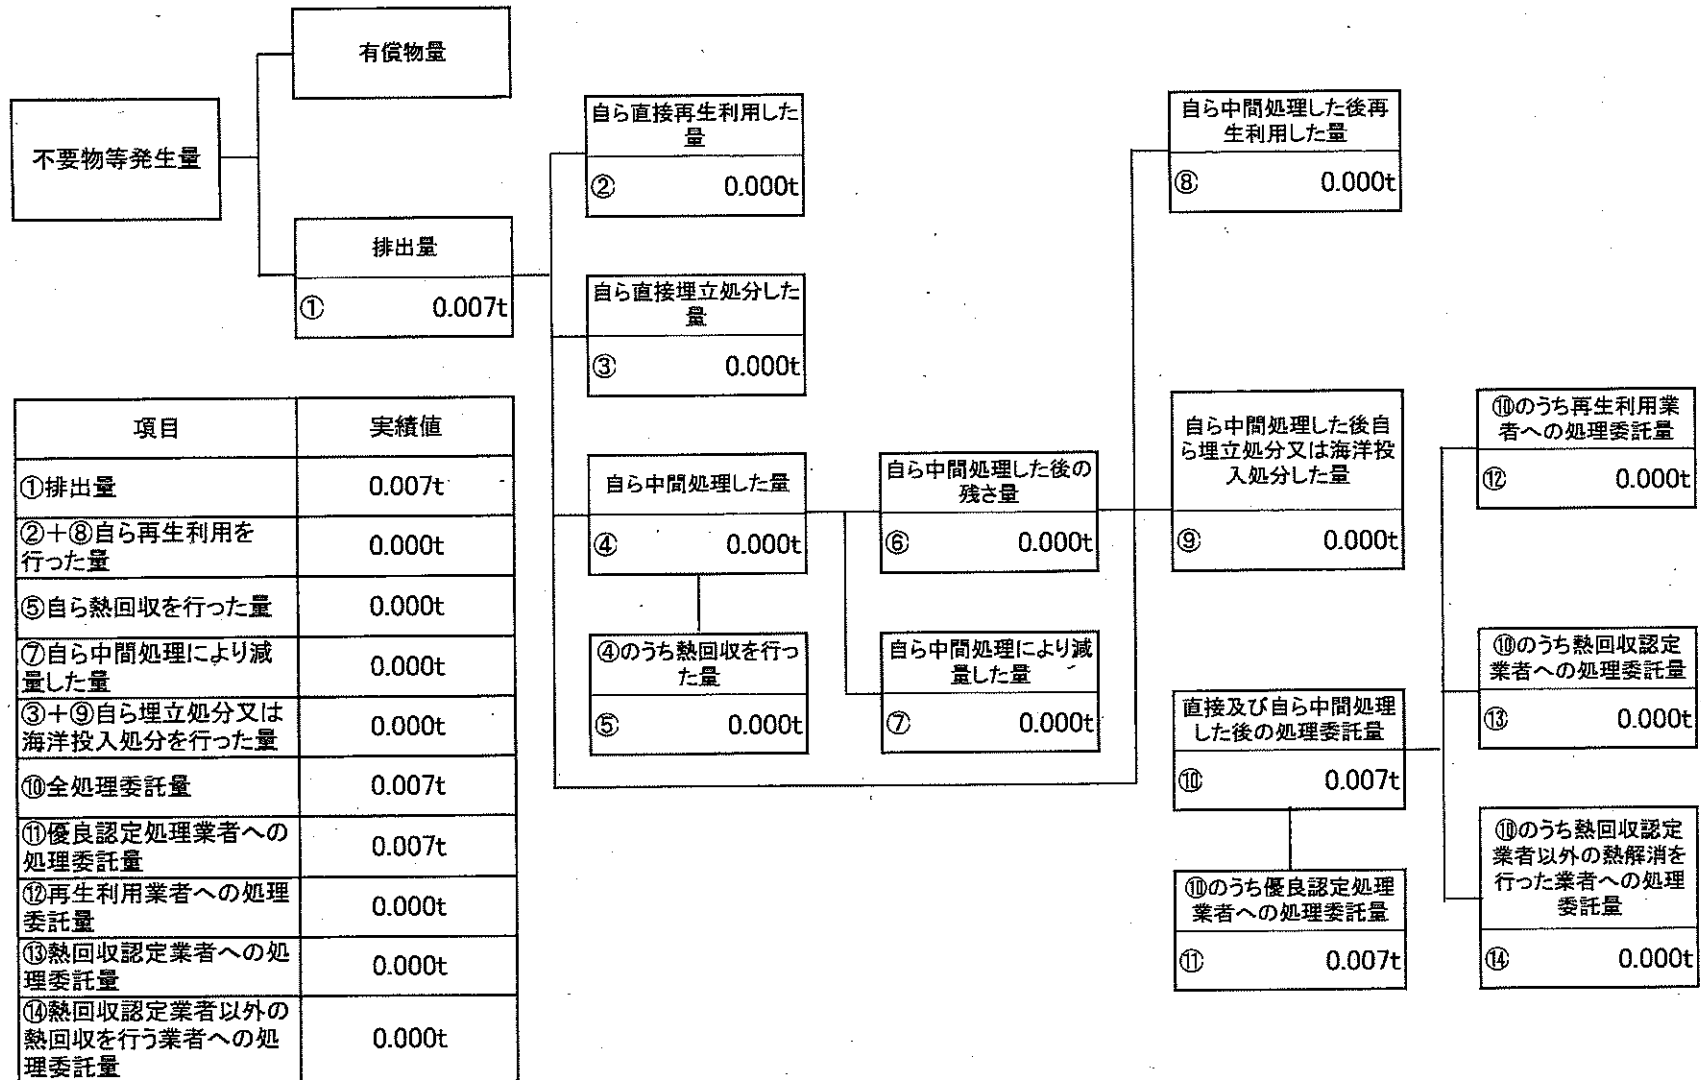 有償物量
不要物等発生量
排出量
① 0.007t
自ら直接再生利用した
量
② 0.000t
自ら直接埋立処分した
量
③ 0.000t
自ら中間処理した量
④ 0.000t
④のうち熱回収を行っ
た量
⑤ 0.000t
自ら中間処理した後の
残さ量
⑥ 0.000t
自ら中間処理により減
量した量
⑦ 0.000t
自ら中間処理した後再
生利用した量
⑧ 0.000t
自ら中間処理した後自
ら埋立処分又は海洋投
入処分した量
⑨ 0.000t
直接及び自ら中間処理
した後の処理委託量
⑩ 0.007t
⑩のうち優良認定処理
業者への処理委託量
⑪ 0.007t
⑩のうち再生利用業
者への処理委託量
⑫ 0.000t
⑩のうち熱回収認定
業者への処理委託量
⑬ 0.000t
⑩のうち熱回収認定
業者以外の熱解消を
行った業者への処理
委託量
⑭ 0.000t
項目 実績値
①排出量 0.007t
②+⑧自ら再生利用を
行った量 0.000t
⑤自ら熱回収を行った量 0.000t
⑦自ら中間処理により減
量した量 0.000t
③+⑨自ら埋立処分又は
海洋投入処分を行った量 0.000t
⑩全処理委託量 0.007t
⑪優良認定処理業者への
処理委託量 0.007t
⑫再生利用業者への処理
委託量 0.000t
⑬熱回収認定業者への処
理委託量 0.000t
⑭熱回収認定業者以外の
熱回収を行う業者への処
理委託量 0.000t